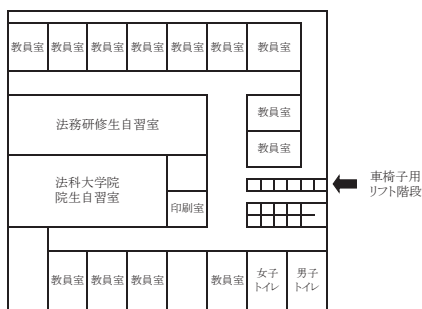 教員室 教員室 教員室 教員室 教員室 教員室 教員室
教員室
法務研修生自習室
教員室
車椅子用
リフト階段
法科大学院
院生自習室
印刷室
教員室 教員室 教員室 教員室
女子
トイレ
男子
トイレ